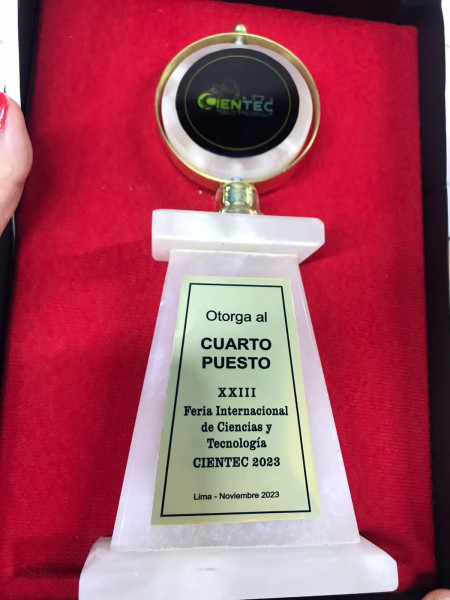 CIENTEC
Otorga al
CUARTO
PUESTO
XXIII
Feria Internacional
de Ciencias y
Tecnología
CIENTEC 2023
Lima - Noviembre 2023